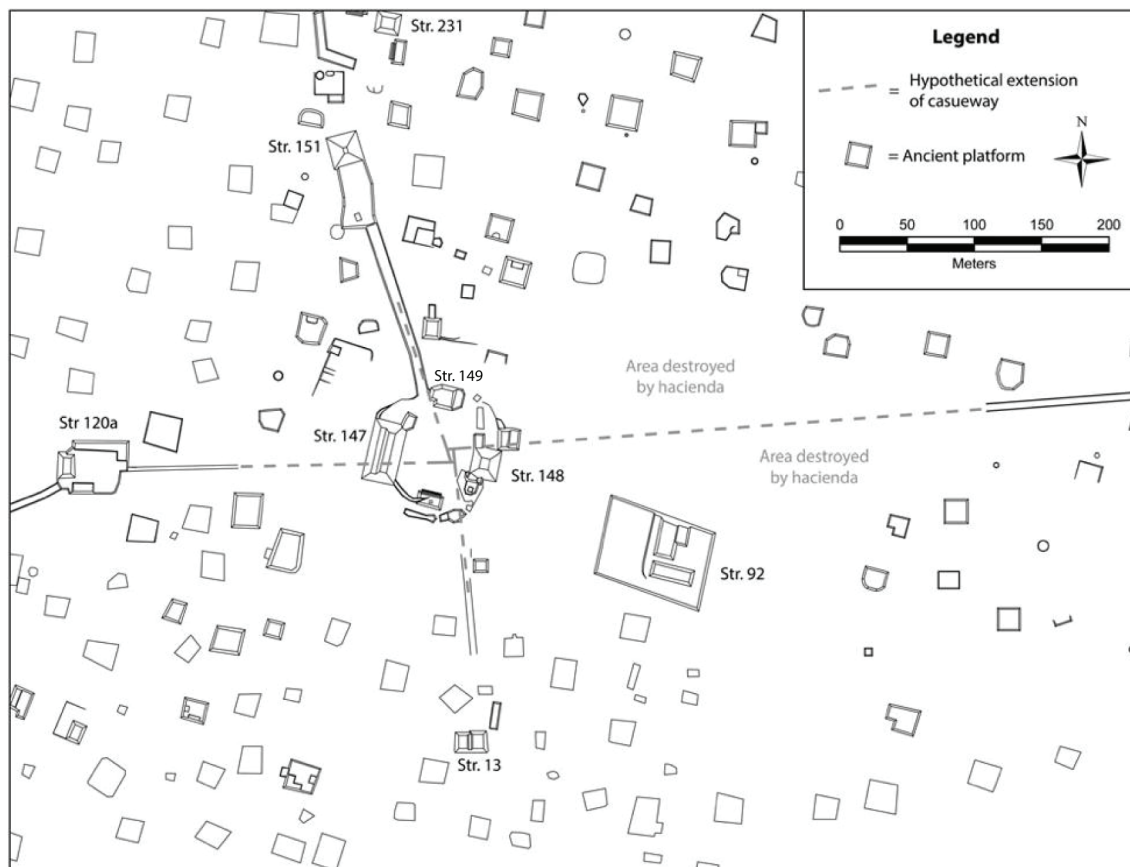 Str. 231
Str. 151
Str. 149
Str. 147
Str 120a
Str. 148
Str. 92
Str. 13
Area destroyed
by hacienda
Area destroyed
by hacienda
Legend
= Hypothetical extension
of casueway
= Ancient platform
N
0 50 100 150 200
Meters